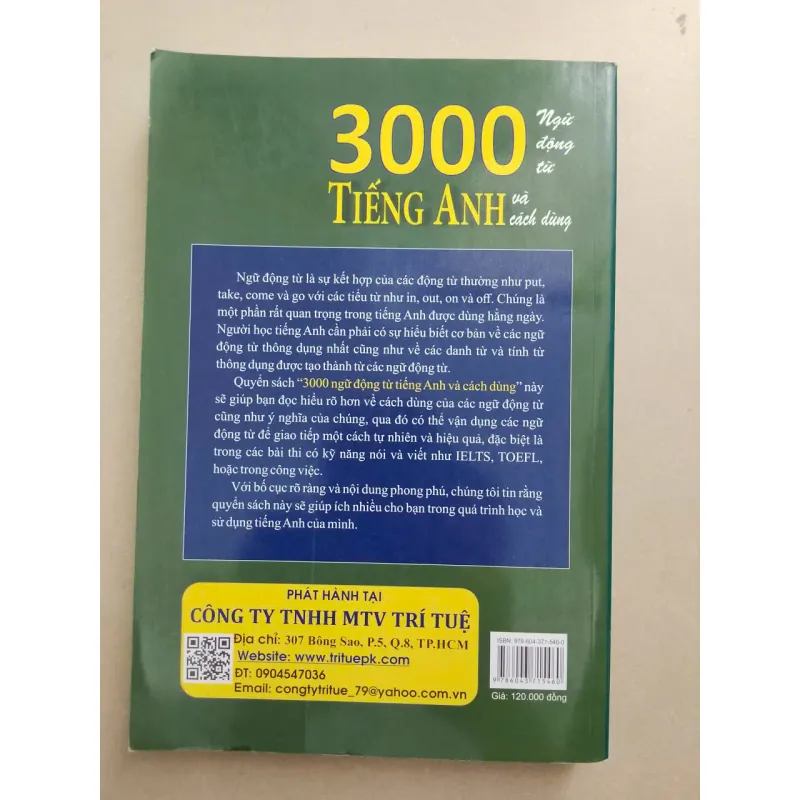 3000 Ngữ động từ
TIẾNG ANH và cách dùng
Ngữ động từ là sự kết hợp của các động từ thường như put,
take, come và go với các tiểu từ như in, out, on và off. Chúng là
một phần rất quan trọng trong tiếng Anh được dùng hằng ngày.
Người học tiếng Anh cần phải có sự hiểu biết cơ bản về các ngữ
động từ thông dụng nhất cũng như về các danh từ và tính từ
thông dụng được tạo thành từ các ngữ động từ.
Quyển sách “3000 ngữ động từ tiếng Anh và cách dùng” này
sẽ giúp bạn đọc hiểu rõ hơn về cách dùng của các ngữ động từ
cũng như ý nghĩa của chúng, qua đó có thể vận dụng các ngữ
động từ để giao tiếp một cách tự nhiên và hiệu quả, đặc biệt là
trong các bài thi có kỹ năng nói và viết như IELTS, TOEFL,
hoặc trong công việc.
Với bố cục rõ ràng và nội dung phong phú, chúng tôi tin rằng
quyển sách này sẽ giúp ích nhiều cho bạn trong quá trình học và
sử dụng tiếng Anh của mình.
PHÁT HÀNH TẠI
CÔNG TY TNHH MTV TRÍ TUỆ
Địa chỉ: 307 Bông Sao, P.5, Q.8, TP.HCM
Website: www.trituepk.com
ĐT: 0904547036
Email: congtytritue_79@yahoo.com.vn
ISBN: 978-604-371-546-0
9 786043 715460
Giá: 120.000 đồng